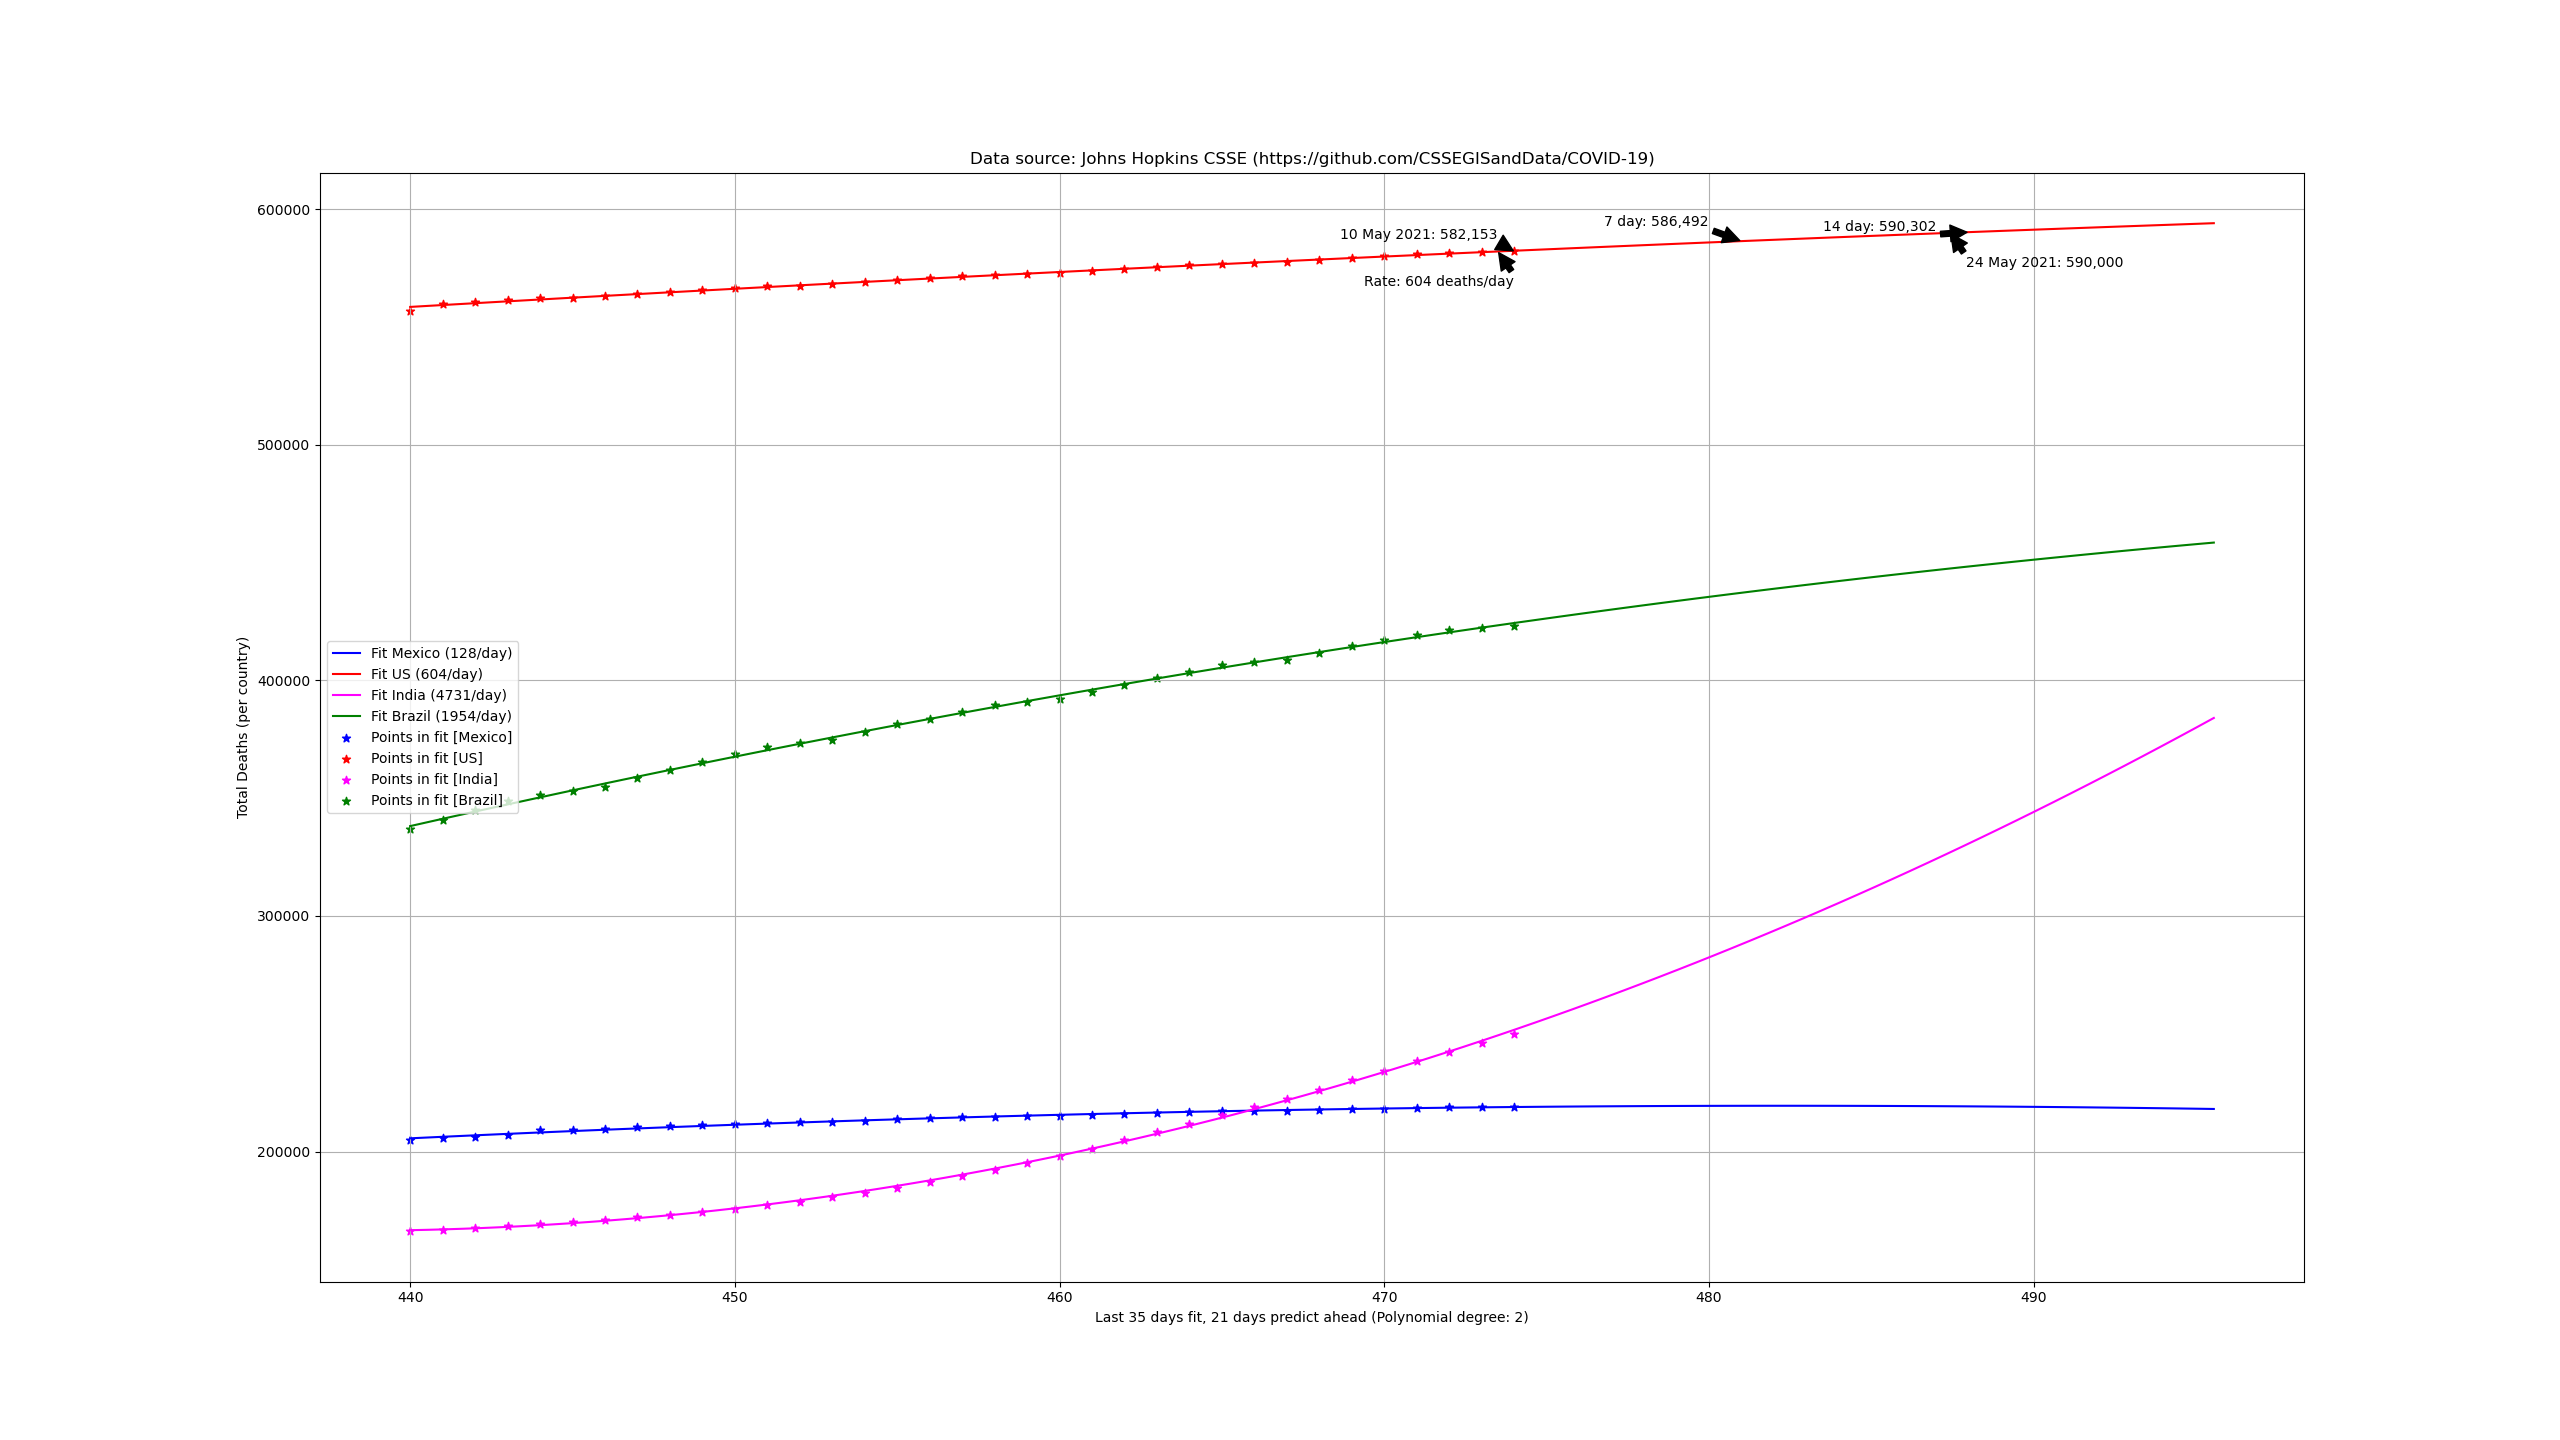 Data source: Johns Hopkins CSSE (https://github.com/CSSEGISandData/COVID-19)
600000
500000
400000
300000
200000
Total Deaths (per country)
10 May 2021: 582,153
Rate: 604 deaths/day
7 day: 586,492
14 day: 590,302
24 May 2021: 590,000
Fit Mexico (128/day)
Fit US (604/day)
Fit India (4731/day)
Fit Brazil (1954/day)
Points in fit [Mexico]
Points in fit [US]
Points in fit [India]
Points in fit [Brazil]
440 450 460 470 480 490
Last 35 days fit, 21 days predict ahead (Polynomial degree: 2)